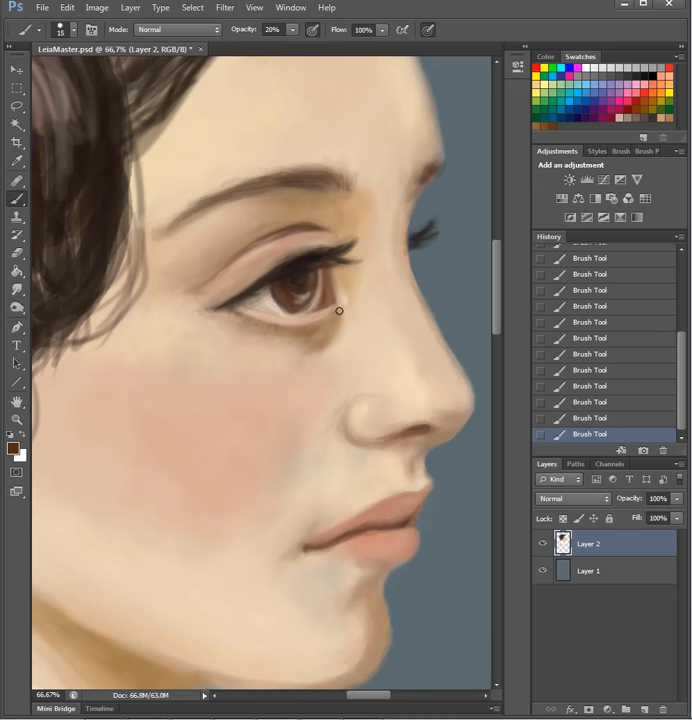 Ps File Edit Image Layer Type Select Filter View Window Help
15 Mode: Normal Opacity: 20% Flow: 100%
LeiaMaster.psd @ 66,7% (Layer 2, RGB/8) * ×
Color Swatches
Adjustments Styles Brush Brush P
Add an adjustment
History
Brush Tool
Brush Tool
Brush Tool
Brush Tool
Brush Tool
Brush Tool
Brush Tool
Brush Tool
Brush Tool
Brush Tool
Brush Tool
Brush Tool
Layers Paths Channels
Kind
Normal Opacity: 100%
Lock: Fill: 100%
Layer 2
Layer 1
66,67% Doc: 66,8M/63,0M
Mini Bridge Timeline